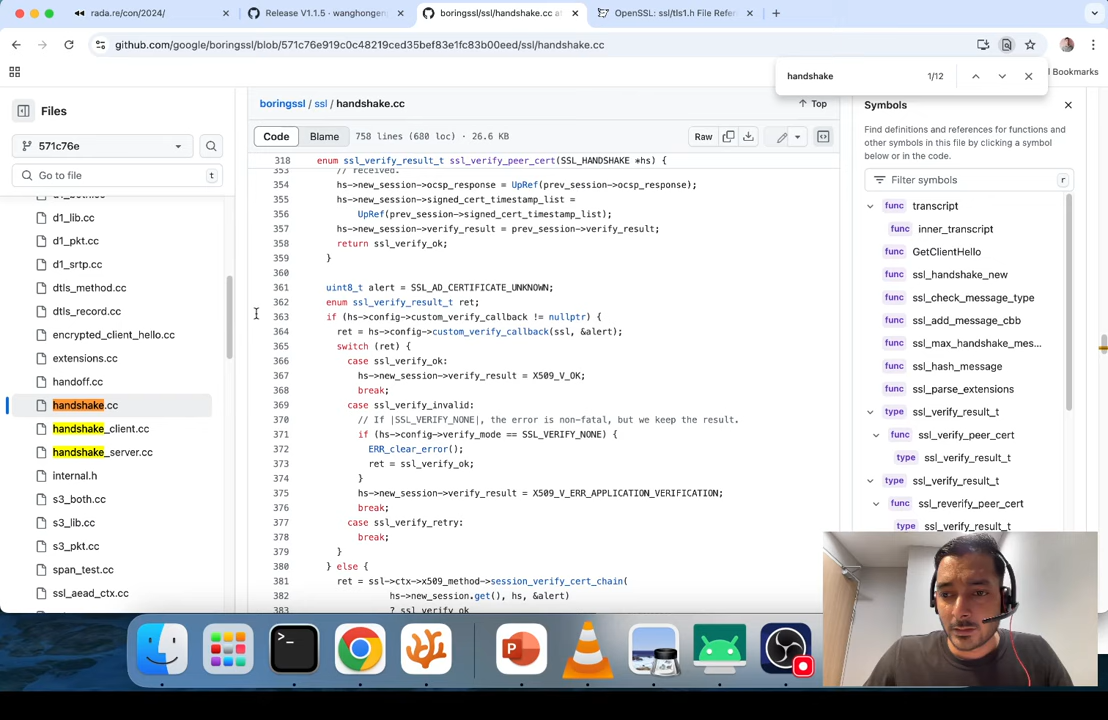 rada.re/con/2024/
Release V1.1.5 · wanghongen
boringssl/ssl/handshake.cc a
OpenSSL: ssl/tls1.h File Refer
github.com/google/boringssl/blob/571c76e919c0c48219ced35bef83e1fc83b00eed/ssl/handshake.cc
handshake
1/12
l Bookmarks
Files
571c76e
Go to file
t
d1_both.cc
d1_lib.cc
d1_pkt.cc
d1_srtp.cc
dtls_method.cc
dtls_record.cc
encrypted_client_hello.cc
extensions.cc
handoff.cc
handshake.cc
handshake_client.cc
handshake_server.cc
internal.h
s3_both.cc
s3_lib.cc
s3_pkt.cc
span_test.cc
ssl_aead_ctx.cc
boringssl / ssl / handshake.cc
Top
Code
Blame
758 lines (680 loc) · 26.6 KB
Raw
318 enum ssl_verify_result_t ssl_verify_peer_cert(SSL_HANDSHAKE *hs) {
353 // received.
354 hs->new_session->ocsp_response = UpRef(prev_session->ocsp_response);
355 hs->new_session->signed_cert_timestamp_list =
356 UpRef(prev_session->signed_cert_timestamp_list);
357 hs->new_session->verify_result = prev_session->verify_result;
358 return ssl_verify_ok;
359 }
360
361 uint8_t alert = SSL_AD_CERTIFICATE_UNKNOWN;
362 enum ssl_verify_result_t ret;
363 if (hs->config->custom_verify_callback != nullptr) {
364 ret = hs->config->custom_verify_callback(ssl, &alert);
365 switch (ret) {
366 case ssl_verify_ok:
367 hs->new_session->verify_result = X509_V_OK;
368 break;
369 case ssl_verify_invalid:
370 // If |SSL_VERIFY_NONE|, the error is non-fatal, but we keep the result.
371 if (hs->config->verify_mode == SSL_VERIFY_NONE) {
372 ERR_clear_error();
373 ret = ssl_verify_ok;
374 }
375 hs->new_session->verify_result = X509_V_ERR_APPLICATION_VERIFICATION;
376 break;
377 case ssl_verify_retry:
378 break;
379 }
380 } else {
381 ret = ssl->ctx->x509_method->session_verify_cert_chain(
382 hs->new_session.get(), hs, &alert)
383 ? ssl_verify_ok
Symbols
Find definitions and references for functions and
other symbols in this file by clicking a symbol
below or in the code.
Filter symbols
r
func transcript
func inner_transcript
func GetClientHello
func ssl_handshake_new
func ssl_check_message_type
func ssl_add_message_cbb
func ssl_max_handshake_mes...
func ssl_hash_message
func ssl_parse_extensions
type ssl_verify_result_t
func ssl_verify_peer_cert
type ssl_verify_result_t
type ssl_verify_result_t
func ssl_reverify_peer_cert
type ssl_verify_result_t